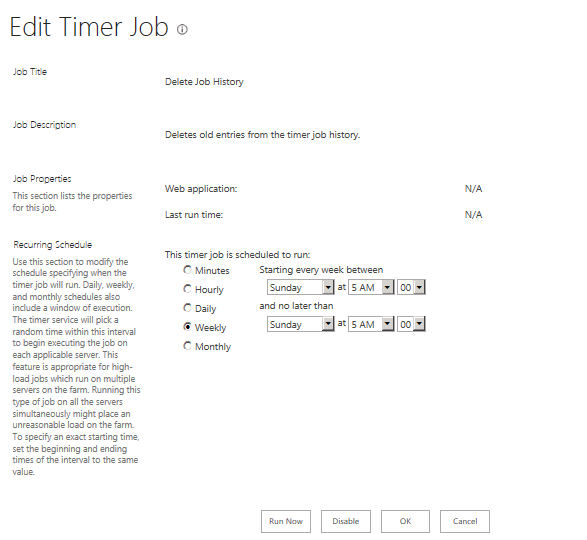 Edit Timer Job
Job Title
Delete Job History
Job Description
Deletes old entries from the timer job history.
Job Properties
This section lists the properties
for this job.
Web application: N/A
Last run time: N/A
Recurring Schedule
Use this section to modify the
schedule specifying when the
timer job will run. Daily, weekly,
and monthly schedules also
include a window of execution.
The timer service will pick a
random time within this interval
to begin executing the job on
each applicable server. This
feature is appropriate for high-
load jobs which run on multiple
servers on the farm. Running this
type of job on all the servers
simultaneously might place an
unreasonable load on the farm.
To specify an exact starting time,
set the beginning and ending
times of the interval to the same
value.
This timer job is scheduled to run:
Minutes
Hourly
Daily
Weekly
Monthly
Starting every week between
Sunday at 5 AM 00
and no later than
Sunday at 5 AM 00
Run Now Disable OK Cancel